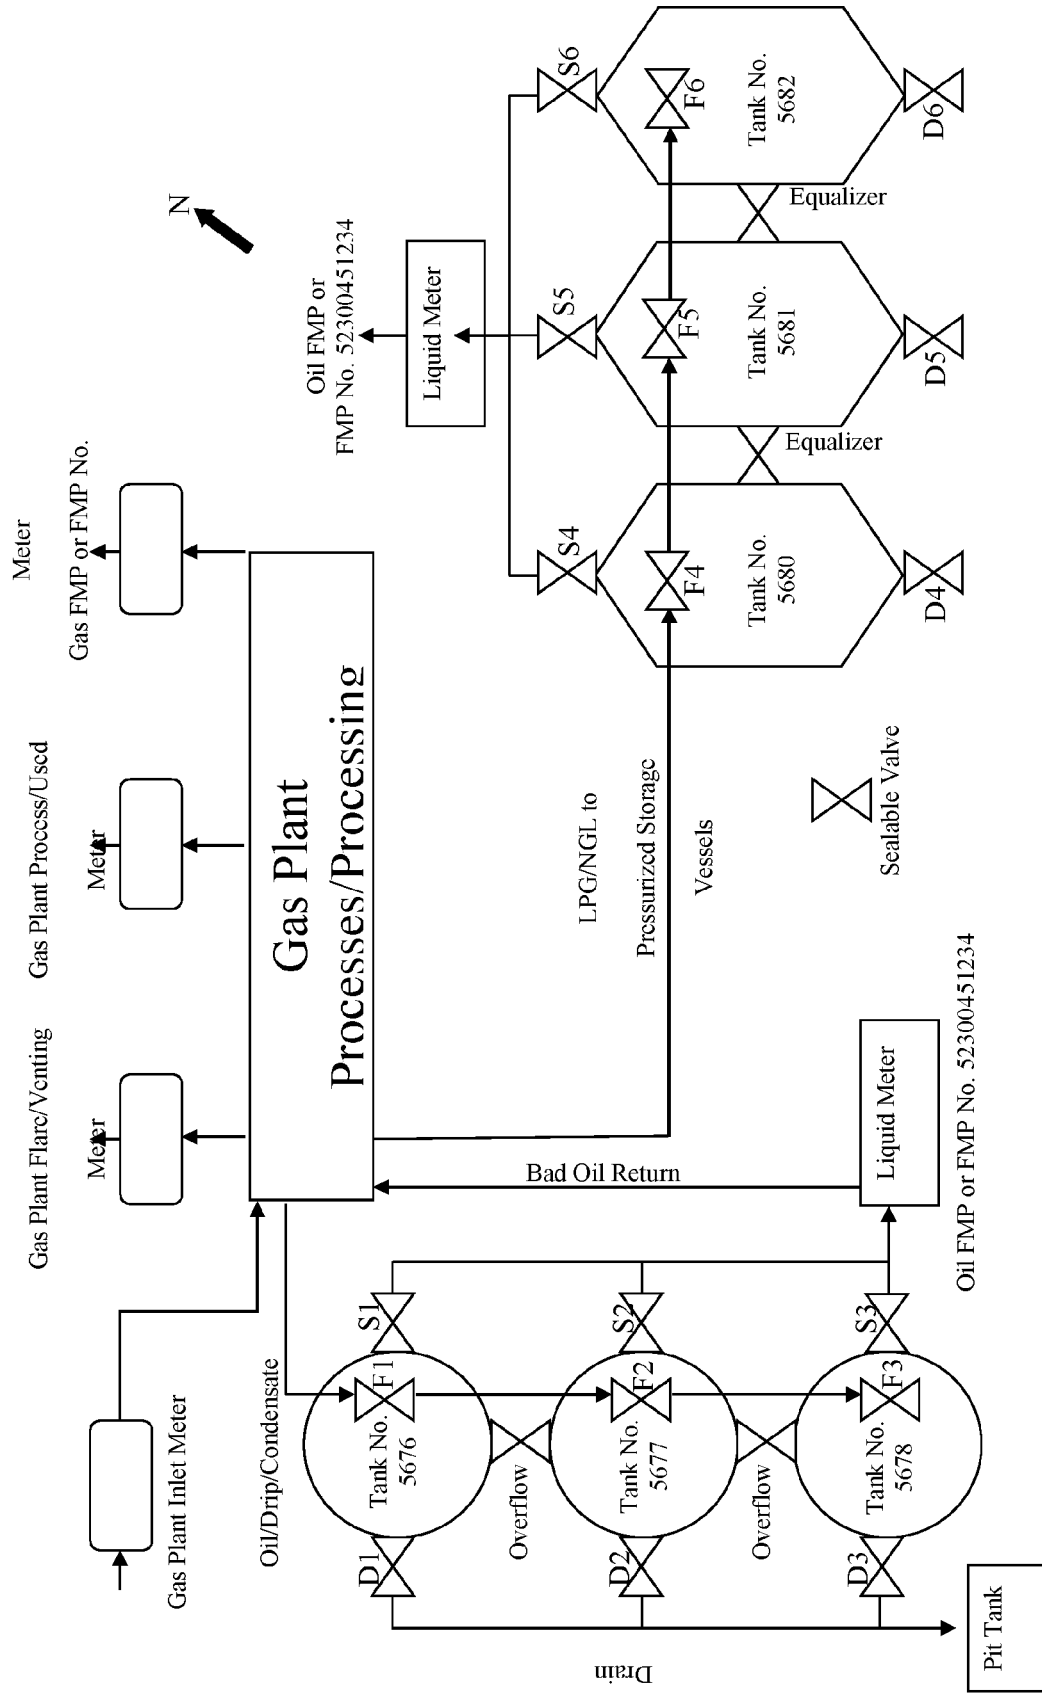 Gas Plant Inlet Meter
Gas Plant Flare/Venting
Meter
Gas Plant Process/Used
Meter
Meter
Gas FMP or FMP No.
N
Gas Plant
Processes/Processing
Oil/Drip/Condensate
Bad Oil Return
LPG/NGL to
Pressurized Storage
Vessels
Oil FMP or
FMP No. 52300451234
Liquid Meter
D1
Tank No.
5676
F1
S1
Overflow
D2
Tank No.
5677
F2
S2
Overflow
D3
Tank No.
5678
F3
S3
Drain
Pit Tank
Liquid Meter
Oil FMP or FMP No. 52300451234
Sealable Valve
S4
F4
Tank No.
5680
D4
Equalizer
S5
F5
Tank No.
5681
D5
Equalizer
S6
F6
Tank No.
5682
D6